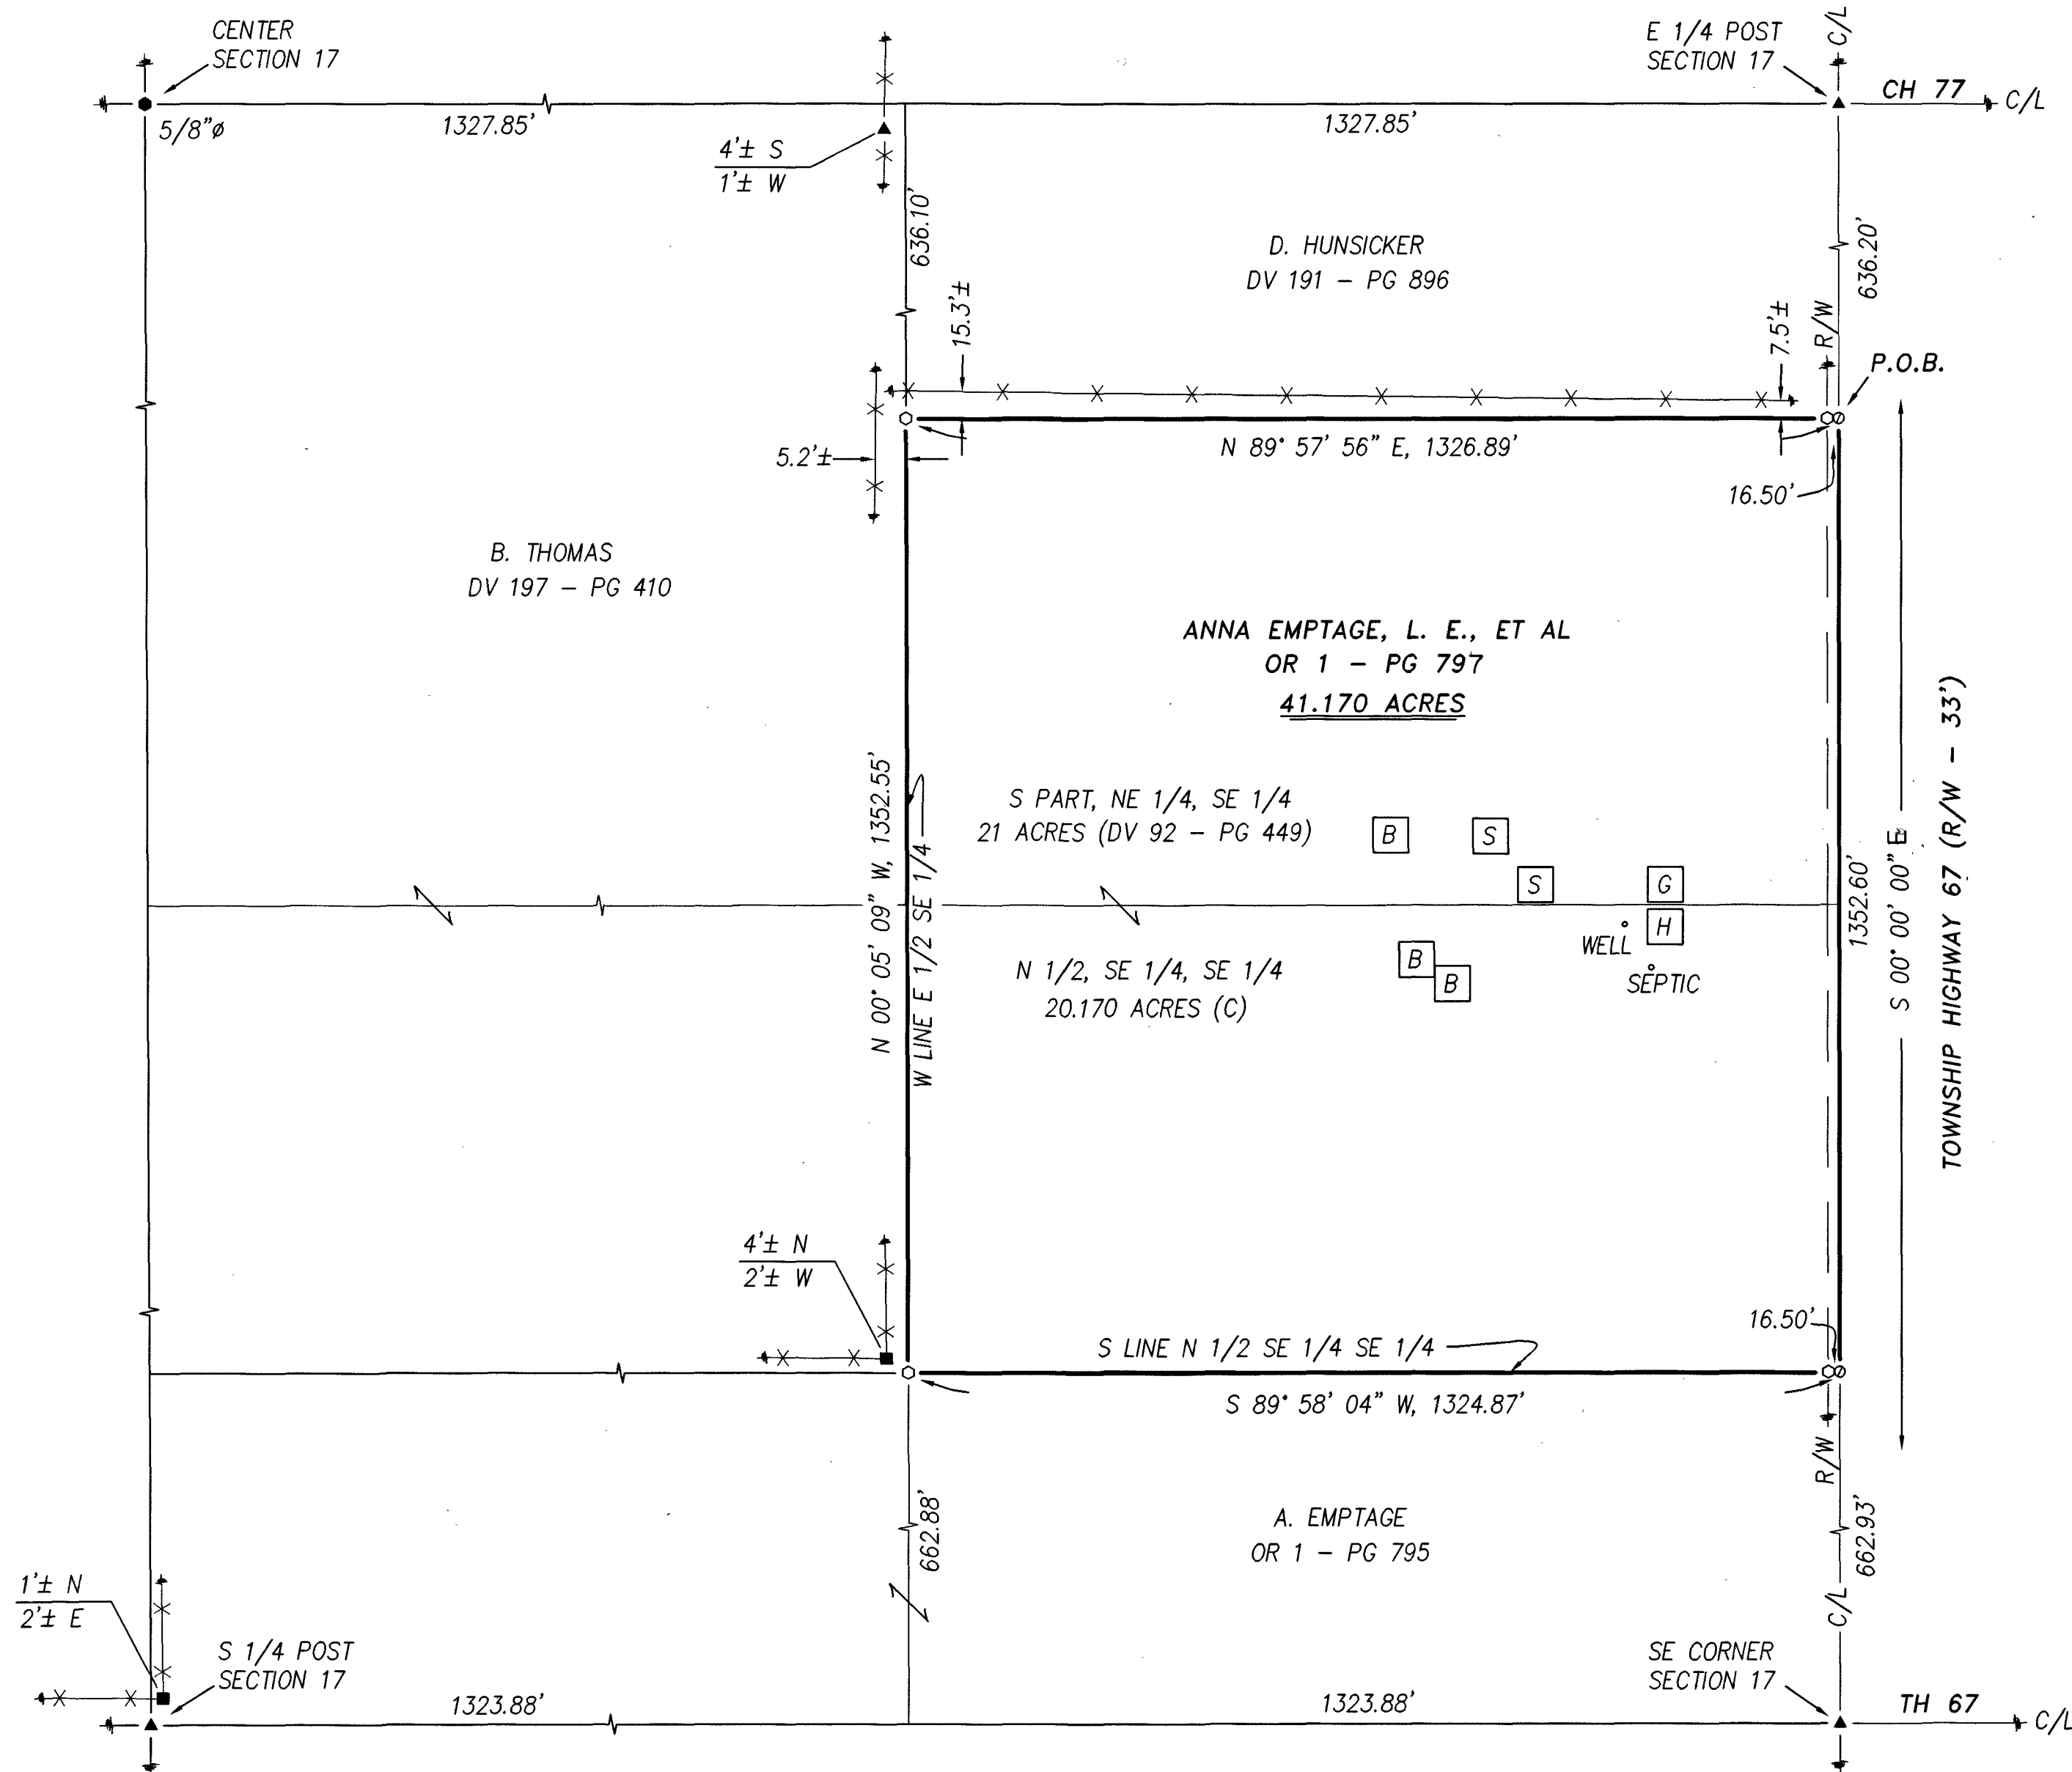 CENTER
SECTION 17
5/8"ø
1327.85'
4'± S
1'± W
E 1/4 POST
SECTION 17
C/L
CH 77
C/L
1327.85'
636.10'
D. HUNSICKER
DV 191 – PG 896
15.3'±
7.5'±
R/W
636.20'
P.O.B.
5.2'±
N 89° 57' 56" E, 1326.89'
16.50'
B. THOMAS
DV 197 – PG 410
ANNA EMPTAGE, L. E., ET AL
OR 1 – PG 797
41.170 ACRES
N 00° 05' 09" W, 1352.55'
W LINE E 1/2 SE 1/4
S PART, NE 1/4, SE 1/4
21 ACRES (DV 92 – PG 449)
B
S
S
G
H
WELL
SEPTIC
B
B
N 1/2, SE 1/4, SE 1/4
20.170 ACRES (C)
1352.60'
S 00° 00' 00" E
TOWNSHIP HIGHWAY 67 (R/W – 33')
4'± N
2'± W
16.50'
S LINE N 1/2 SE 1/4 SE 1/4
S 89° 58' 04" W, 1324.87'
R/W
662.88'
A. EMPTAGE
OR 1 – PG 795
662.93'
C/L
1'± N
2'± E
S 1/4 POST
SECTION 17
1323.88'
1323.88'
SE CORNER
SECTION 17
TH 67
C/L